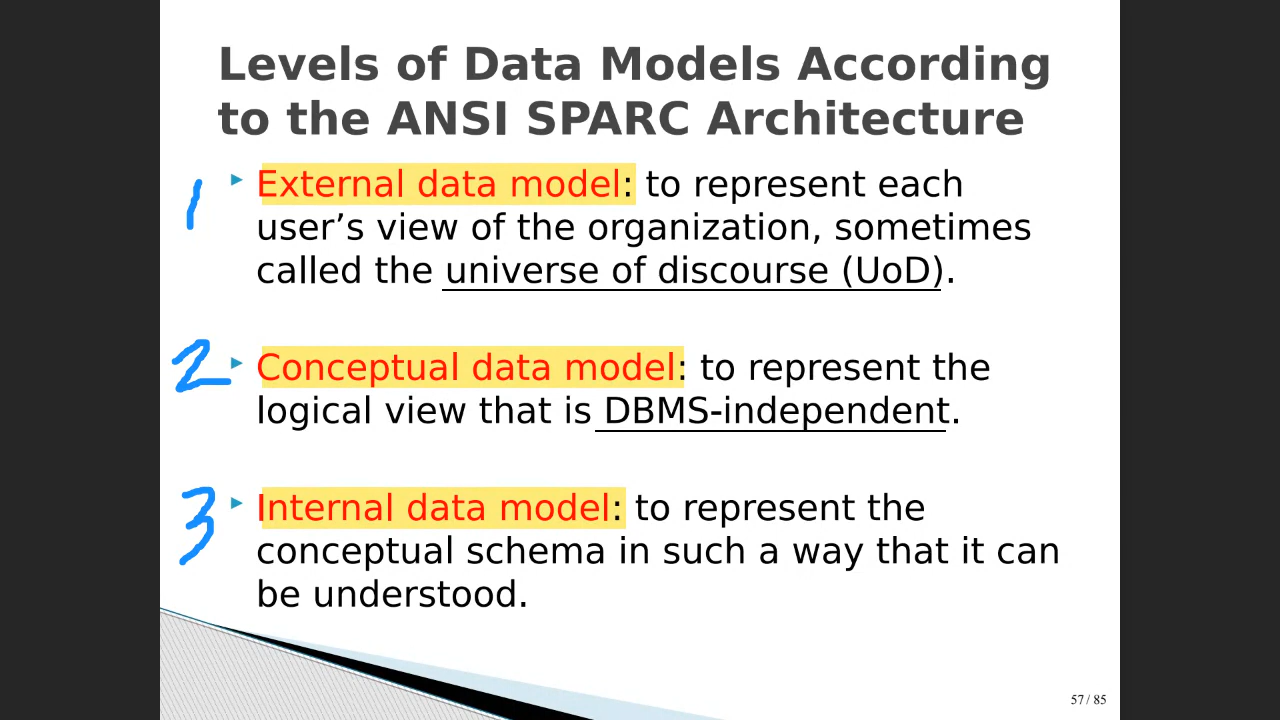 Levels of Data Models According
to the ANSI SPARC Architecture
1
External data model: to represent each
user’s view of the organization, sometimes
called the universe of discourse (UoD).
2
Conceptual data model: to represent the
logical view that is DBMS-independent.
3
Internal data model: to represent the
conceptual schema in such a way that it can
be understood.
57 / 85